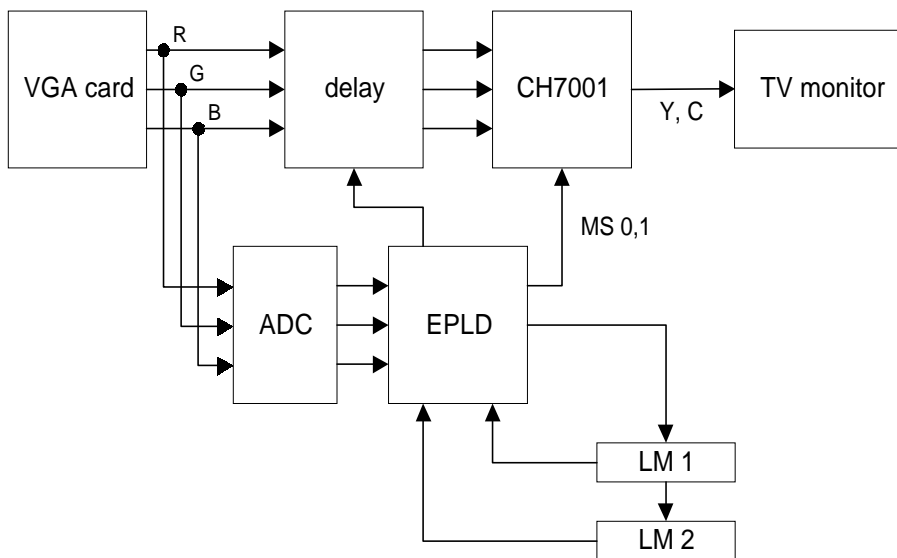 R
VGA card
G
B
delay
CH7001
Y, C
TV monitor
MS 0,1
ADC
EPLD
LM 1
LM 2